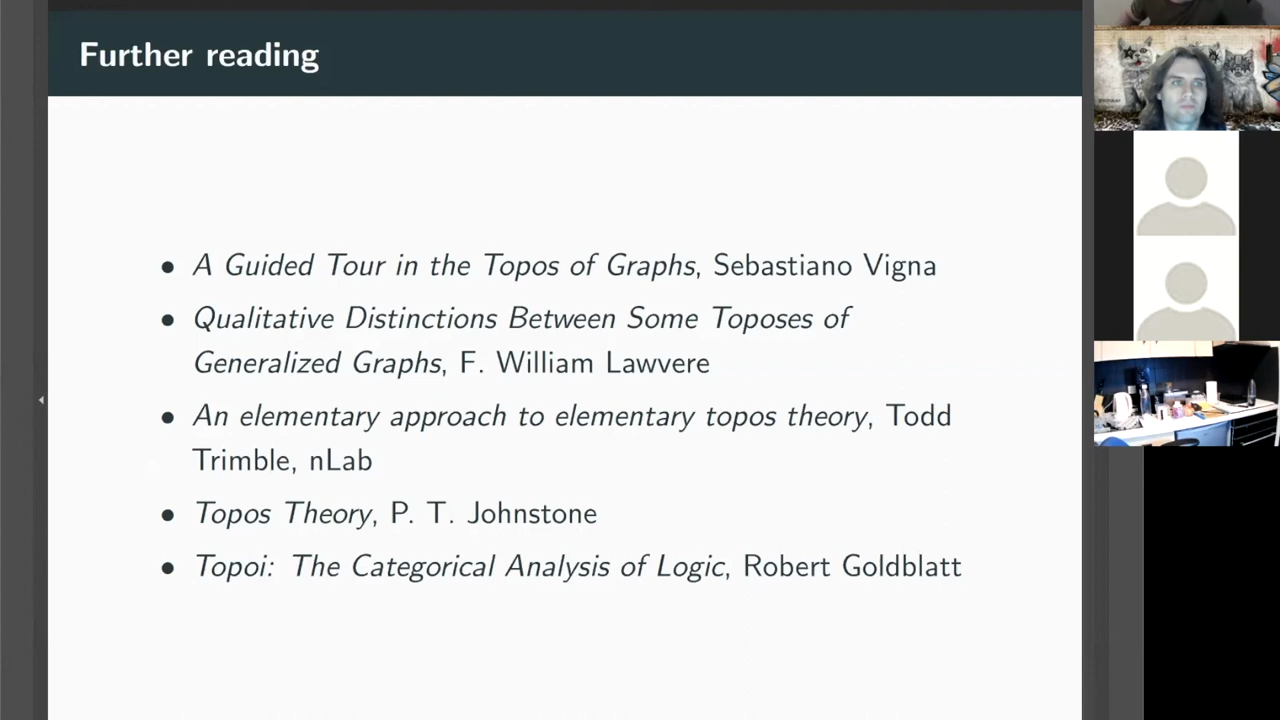 Further reading
• A Guided Tour in the Topos of Graphs, Sebastiano Vigna
• Qualitative Distinctions Between Some Toposes of
Generalized Graphs, F. William Lawvere
• An elementary approach to elementary topos theory, Todd
Trimble, nLab
• Topos Theory, P. T. Johnstone
• Topoi: The Categorical Analysis of Logic, Robert Goldblatt